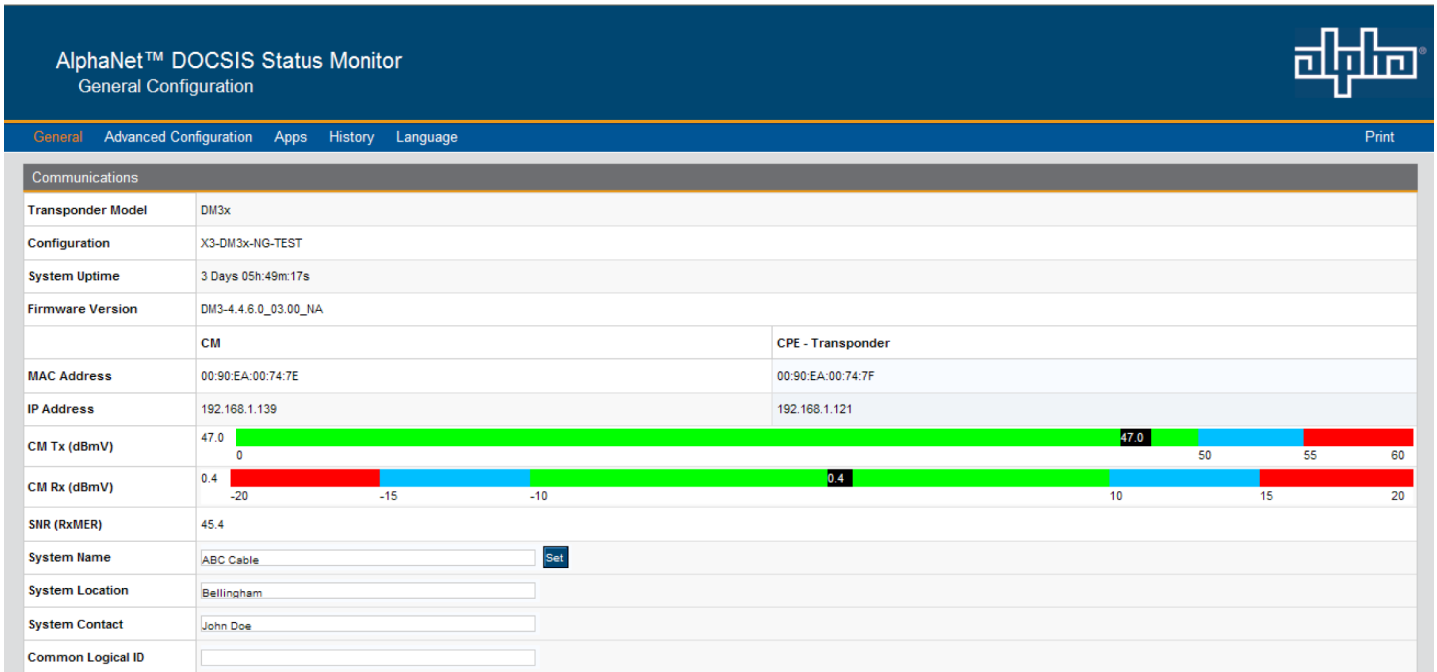 AlphaNet™ DOCSIS Status Monitor
General Configuration
alpha®
General Advanced Configuration Apps History Language Print
Communications
Transponder Model DM3x
Configuration X3-DM3x-NG-TEST
System Uptime 3 Days 05h:49m:17s
Firmware Version DM3-4.4.6.0_03.00_NA
CM CPE - Transponder
MAC Address 00:90:EA:00:74:7E 00:90:EA:00:74:7F
IP Address 192.168.1.139 192.168.1.121
CM Tx (dBmV) 47.0 47.0
0 50 55 60
CM Rx (dBmV) 0.4 0.4
-20 -15 -10 10 15 20
SNR (RxMER) 45.4
System Name ABC Cable Set
System Location Bellingham
System Contact John Doe
Common Logical ID